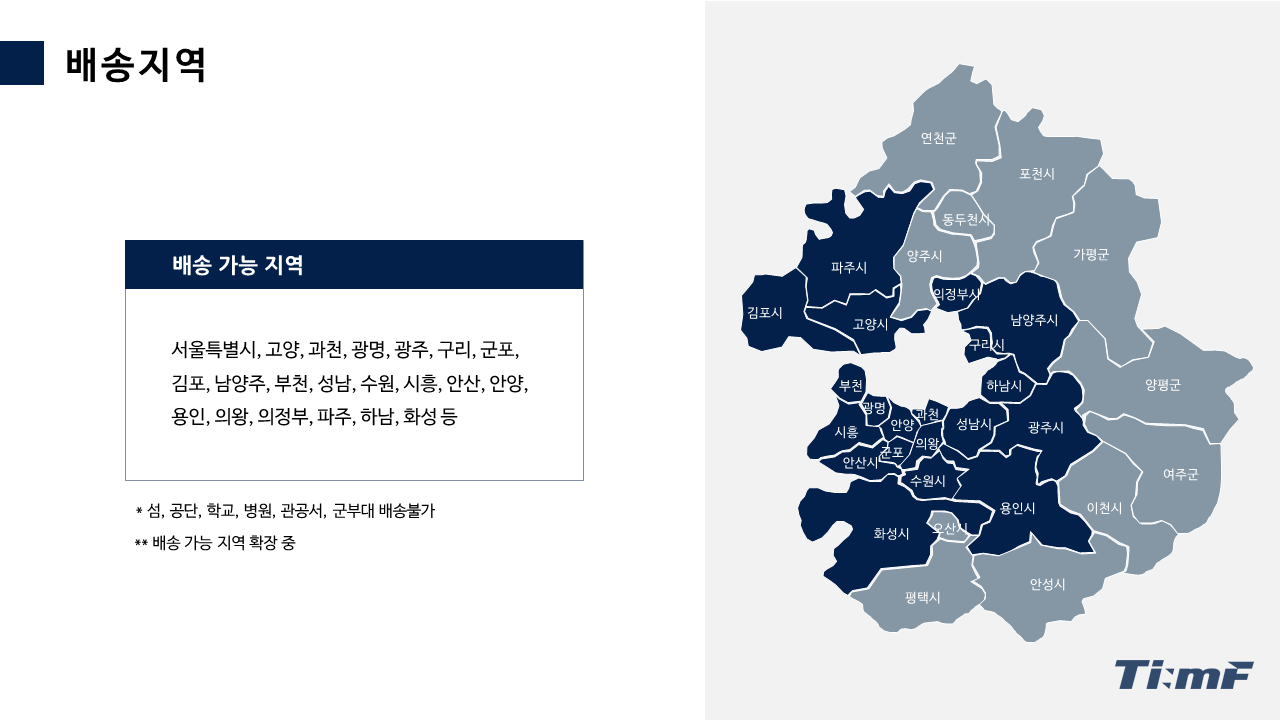 배송지역
배송 가능 지역
서울특별시, 고양, 과천, 광명, 광주, 구리, 군포,
김포, 남양주, 부천, 성남, 수원, 시흥, 안산, 안양,
용인, 의왕, 의정부, 파주, 하남, 화성 등
* 섬, 공단, 학교, 병원, 관공서, 군부대 배송불가
** 배송 가능 지역 확장 중
연천군
포천시
동두천시
양주시
가평군
파주시
의정부시
김포시
고양시
남양주시
구리시
부천
하남시
양평군
광명
과천
안양
성남시
광주시
시흥
의왕
군포
안산시
수원시
여주군
용인시
이천시
화성시
오산시
안성시
평택시
Ti:mF